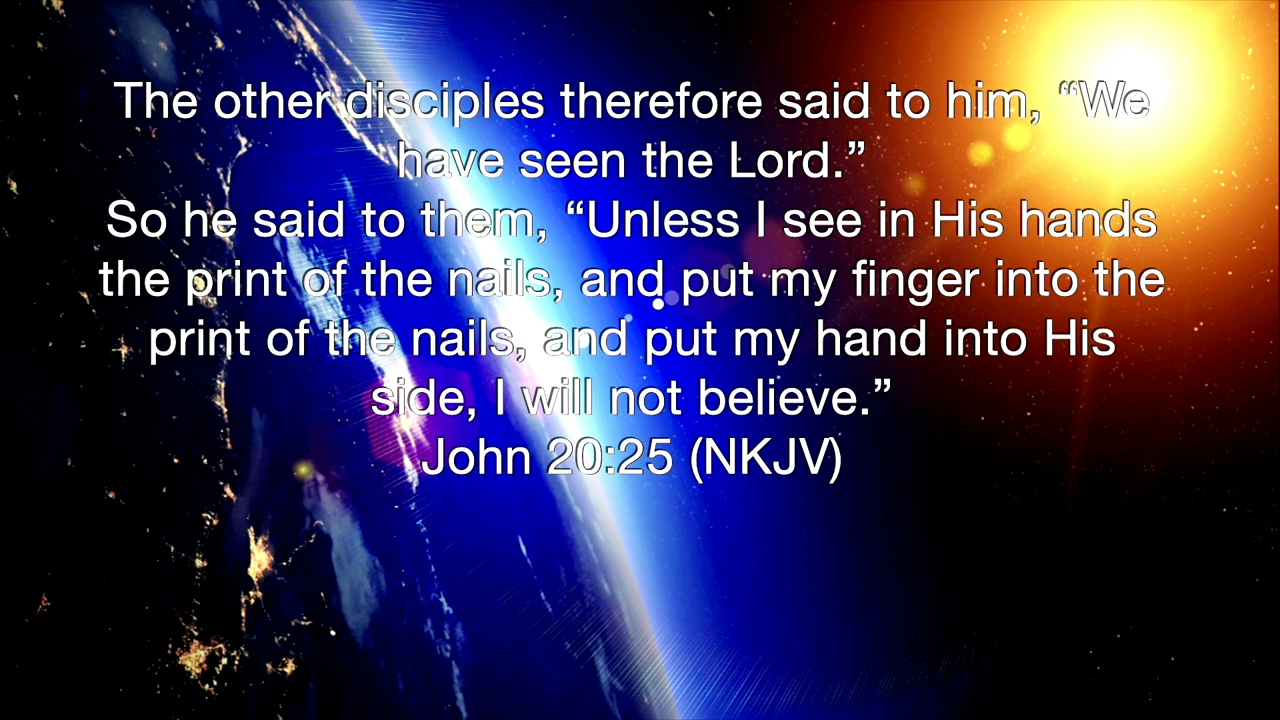 The other disciples therefore said to him, “We
have seen the Lord.”
So he said to them, “Unless I see in His hands
the print of the nails, and put my finger into the
print of the nails, and put my hand into His
side, I will not believe.”
John 20:25 (NKJV)